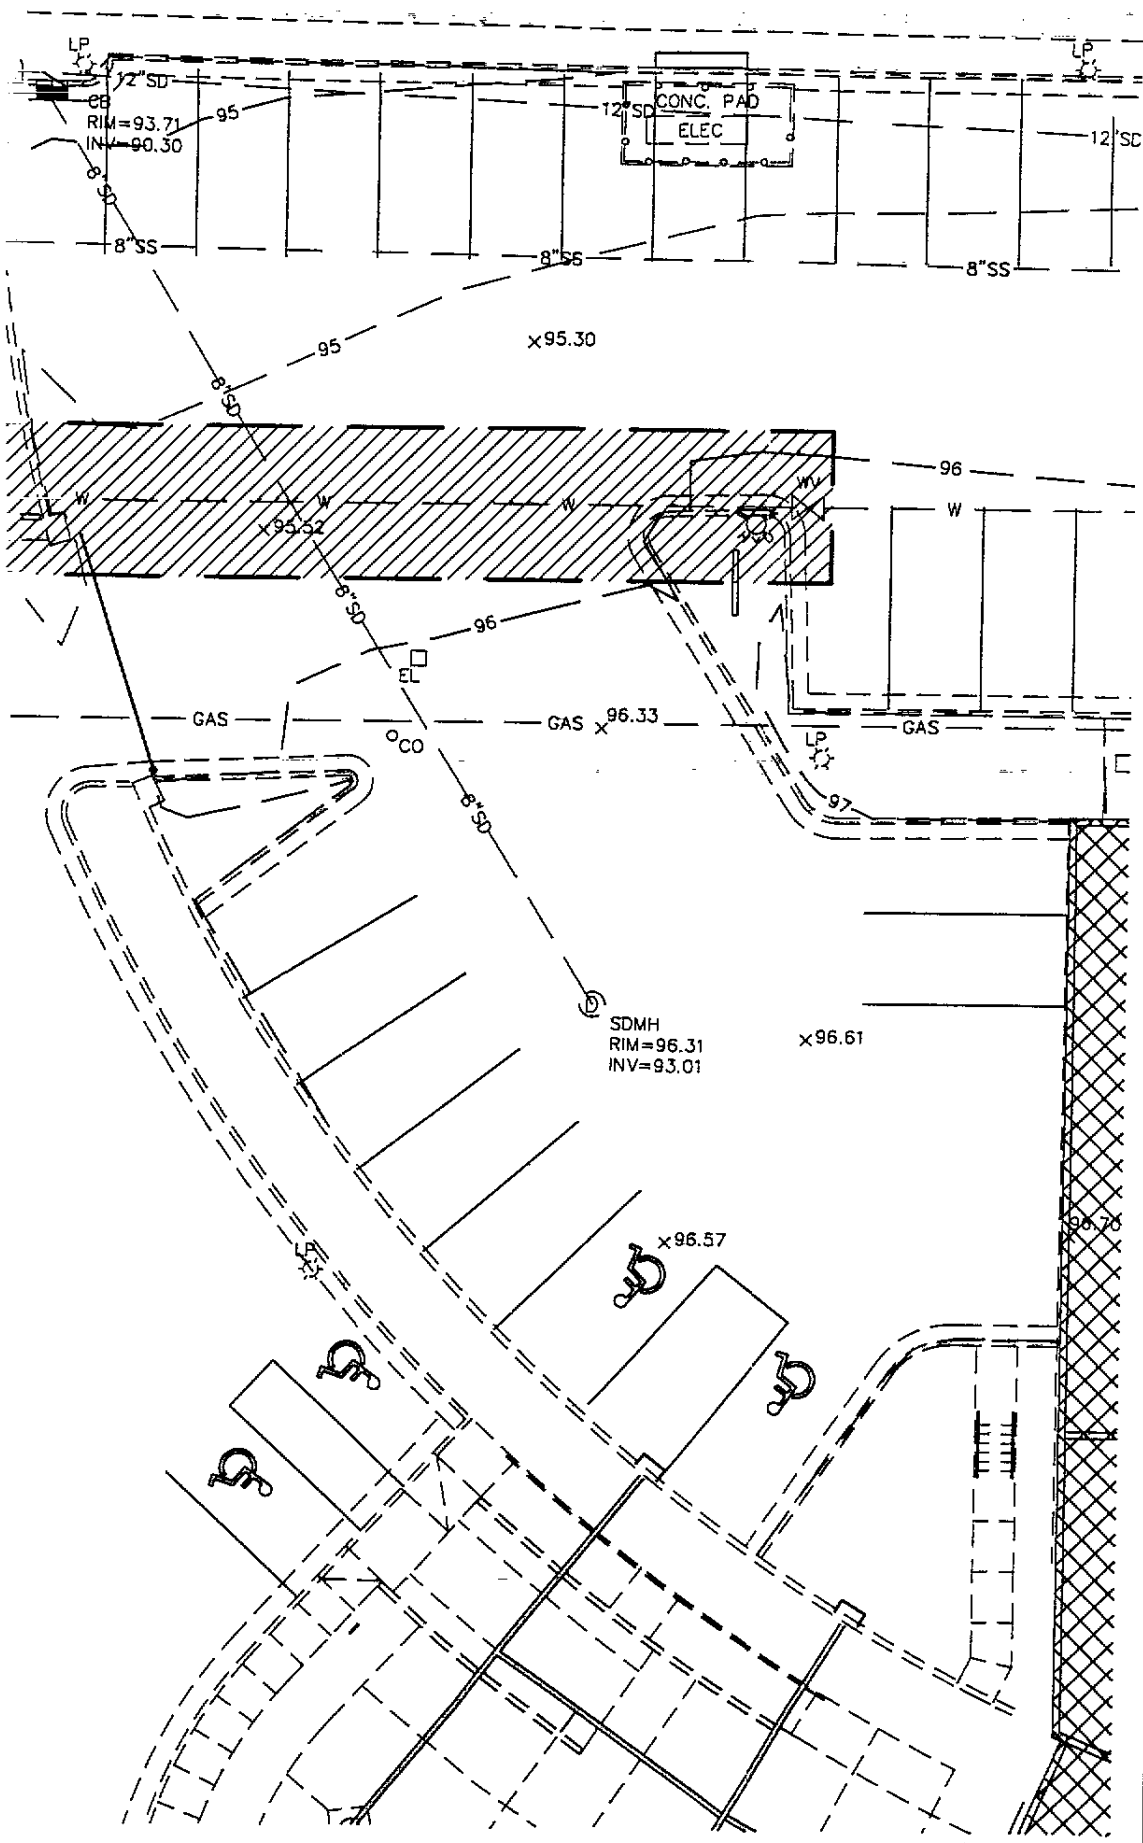 LP
LP
12"SD
CB
RIM=93.71
INV=90.30
95
12"SD
CONC. PAD
ELEC
12"SD
8"SD
8"SS
8"SS
8"SS
95
×95.30
8"SD
96
W
W
W
WV
W
×95.52
8"SD
96
EL
GAS
GAS
×96.33
GAS
CO
LP
97
8"SD
D
SDMH
RIM=96.31
INV=93.01
×96.61
×96.57
96.70
LP